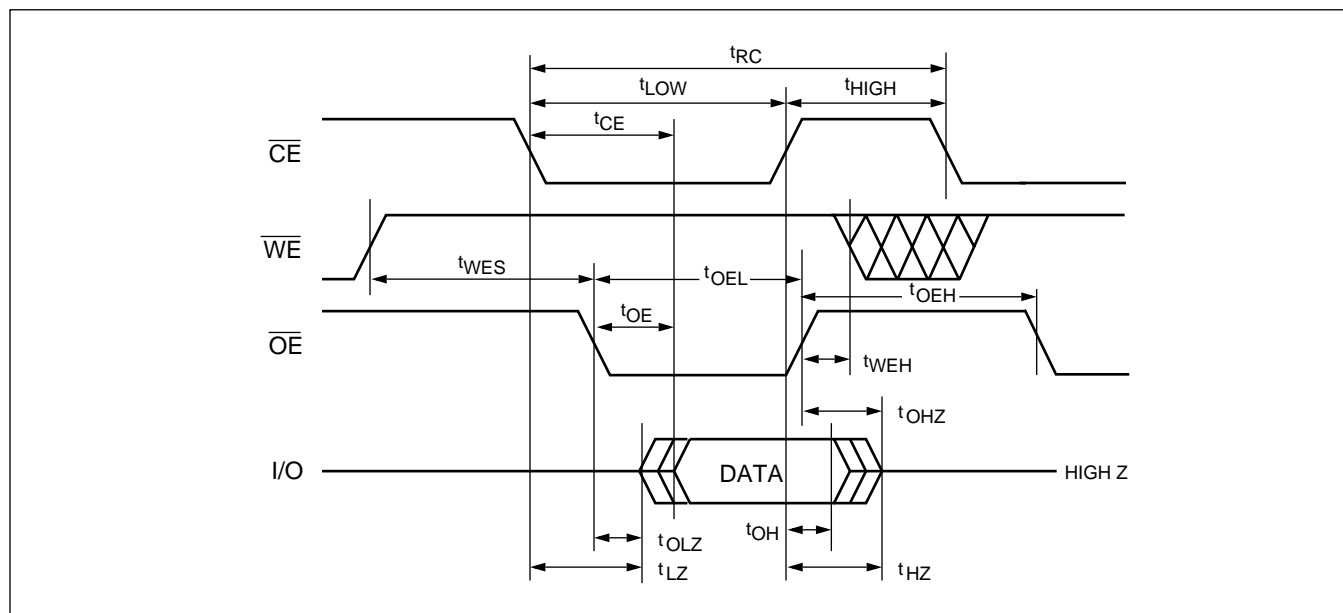 tRC
tLOW
tHIGH
tCE
CE
WE
tWES
tOEL
tOEH
tOE
OE
tWEH
tOHZ
I/O
DATA
HIGH Z
tOLZ
tOH
tLZ
tHZ